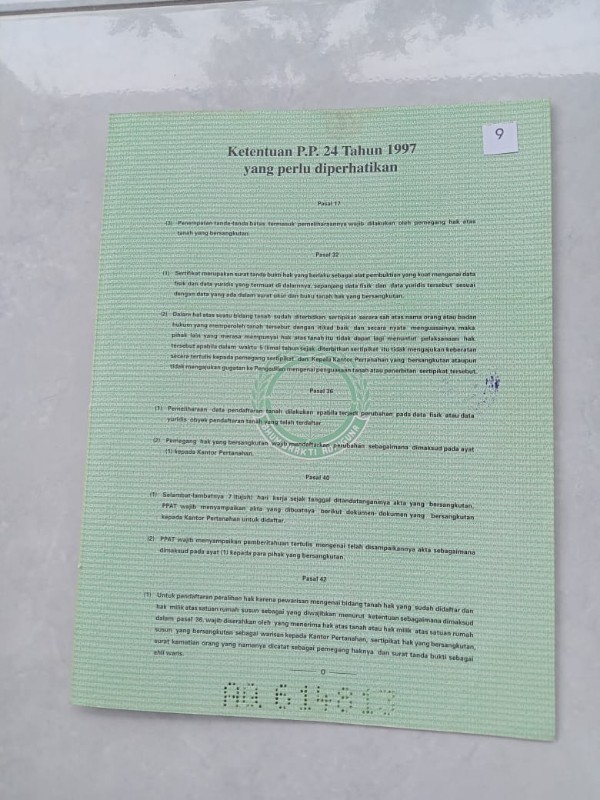 9
Ketentuan P.P. 24 Tahun 1997
yang perlu diperhatikan
Pasal 17
(3) Penempatan tanda-tanda batas termasuk pemeliharaannya wajib dilakukan oleh pemegang hak atas
tanah yang bersangkutan.
Pasal 32
(1) Sertifikat merupakan surat tanda bukti hak yang berlaku sebagai alat pembuktian yang kuat mengenai data
fisik dan data yuridis yang termuat di dalamnya, sepanjang data fisik dan data yuridis tersebut sesuai
dengan data yang ada dalam surat ukur dan buku tanah hak yang bersangkutan.
(2) Dalam hal atas suatu bidang tanah sudah diterbitkan sertipikat secara sah atas nama orang atau badan
hukum yang memperoleh tanah tersebut dengan itikad baik dan secara nyata menguasainya, maka
pihak lain yang merasa mempunyai hak atas tanah itu tidak dapat lagi menuntut pelaksanaan hak
tersebut apabila dalam waktu 5 (lima) tahun sejak diterbitkan sertipikat itu tidak mengajukan keberatan
secara tertulis kepada pemegang sertipikat dan Kepala Kantor Pertanahan yang bersangkutan ataupun
tidak mengajukan gugatan ke Pengadilan mengenai penguasaan tanah atau penerbitan sertipikat tersebut.
Pasal 36
(1) Pemeliharaan data pendaftaran tanah dilakukan apabila terjadi perubahan pada data fisik atau data
yuridis obyek pendaftaran tanah yang telah terdaftar.
(2) Pemegang hak yang bersangkutan wajib mendaftarkan perubahan sebagaimana dimaksud pada ayat
(1) kepada Kantor Pertanahan.
BHUMIBHAKTI ADHIGUNA
Pasal 40
(1) Selambat-lambatnya 7 (tujuh) hari kerja sejak tanggal ditandatanganinya akta yang bersangkutan,
PPAT wajib menyampaikan akta yang dibuatnya berikut dokumen-dokumen yang bersangkutan
kepada Kantor Pertanahan untuk didaftar.
(2) PPAT wajib menyampaikan pemberitahuan tertulis mengenai telah disampaikannya akta sebagaimana
dimaksud pada ayat (1) kepada para pihak yang bersangkutan.
Pasal 42
(1) Untuk pendaftaran peralihan hak karena pewarisan mengenai bidang tanah hak yang sudah didaftar dan
hak milik atas satuan rumah susun sebagai yang diwajibkan menurut ketentuan sebagaimana dimaksud
dalam pasal 36, wajib diserahkan oleh yang menerima hak atas tanah atau hak milik atas satuan rumah
susun yang bersangkutan sebagai warisan kepada Kantor Pertanahan, sertipikat hak yang bersangkutan,
surat kematian orang yang namanya dicatat sebagai pemegang haknya dan surat tanda bukti sebagai
ahli waris.
0
AQ 614813